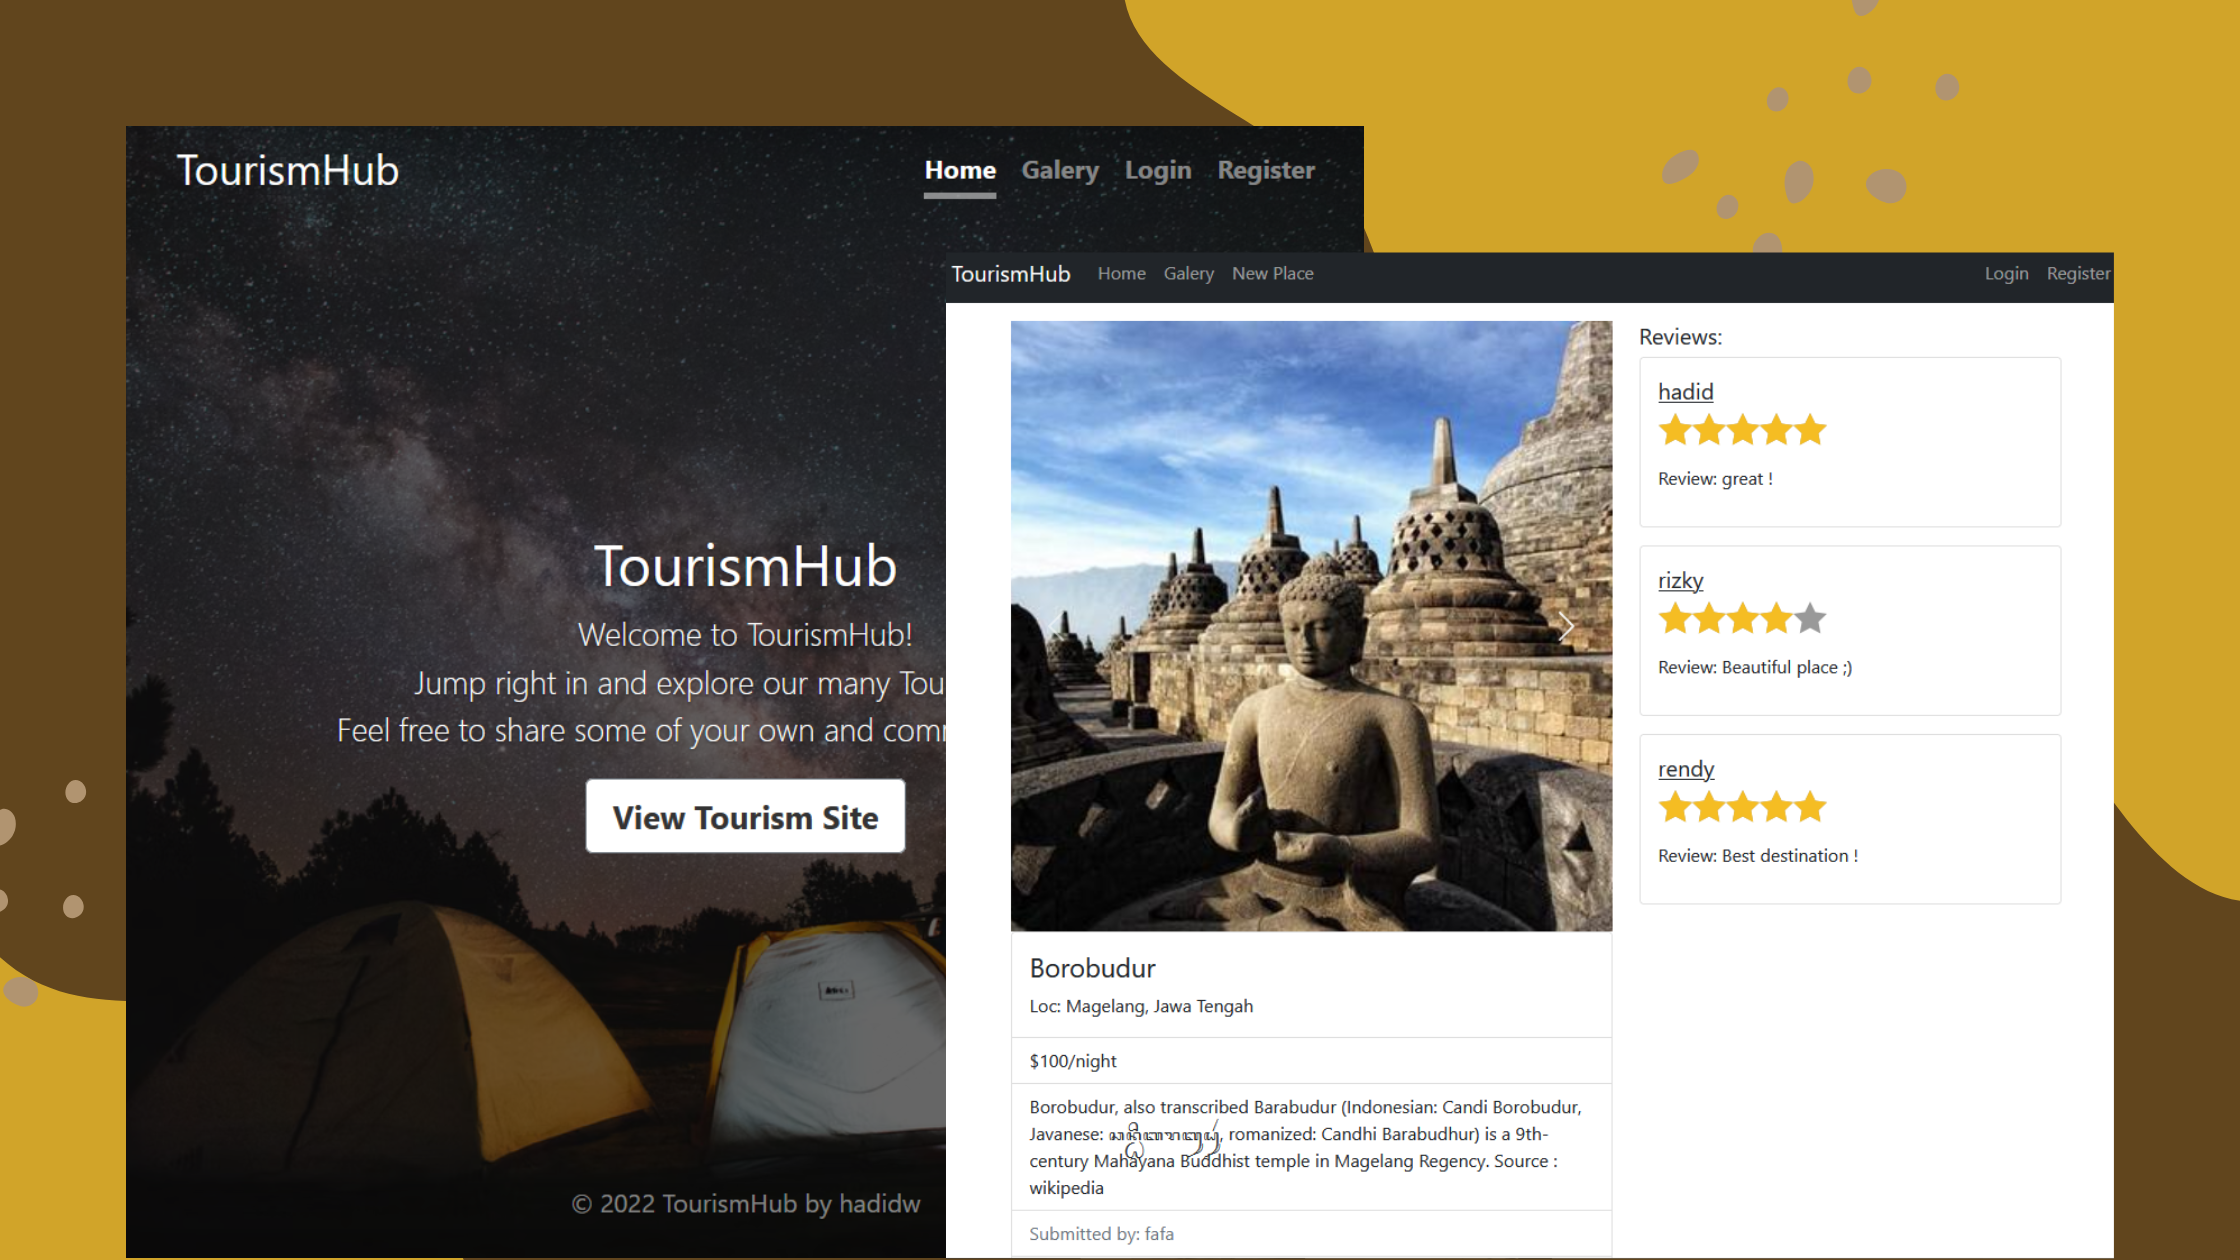 TourismHub
Home Galery Login Register
TourismHub
Welcome to TourismHub!
Jump right in and explore our many Tou
Feel free to share some of your own and com
View Tourism Site
© 2022 TourismHub by hadidw
TourismHub Home Galery New Place Login Register
Borobudur
Loc: Magelang, Jawa Tengah
$100/night
Borobudur, also transcribed Barabudur (Indonesian: Candi Borobudur,
Javanese: , romanized: Candhi Barabudhur) is a 9th-
century Mahayana Buddhist temple in Magelang Regency. Source :
wikipedia
Submitted by: fafa
Reviews:
hadid
Review: great !
rizky
Review: Beautiful place ;)
rendy
Review: Best destination !